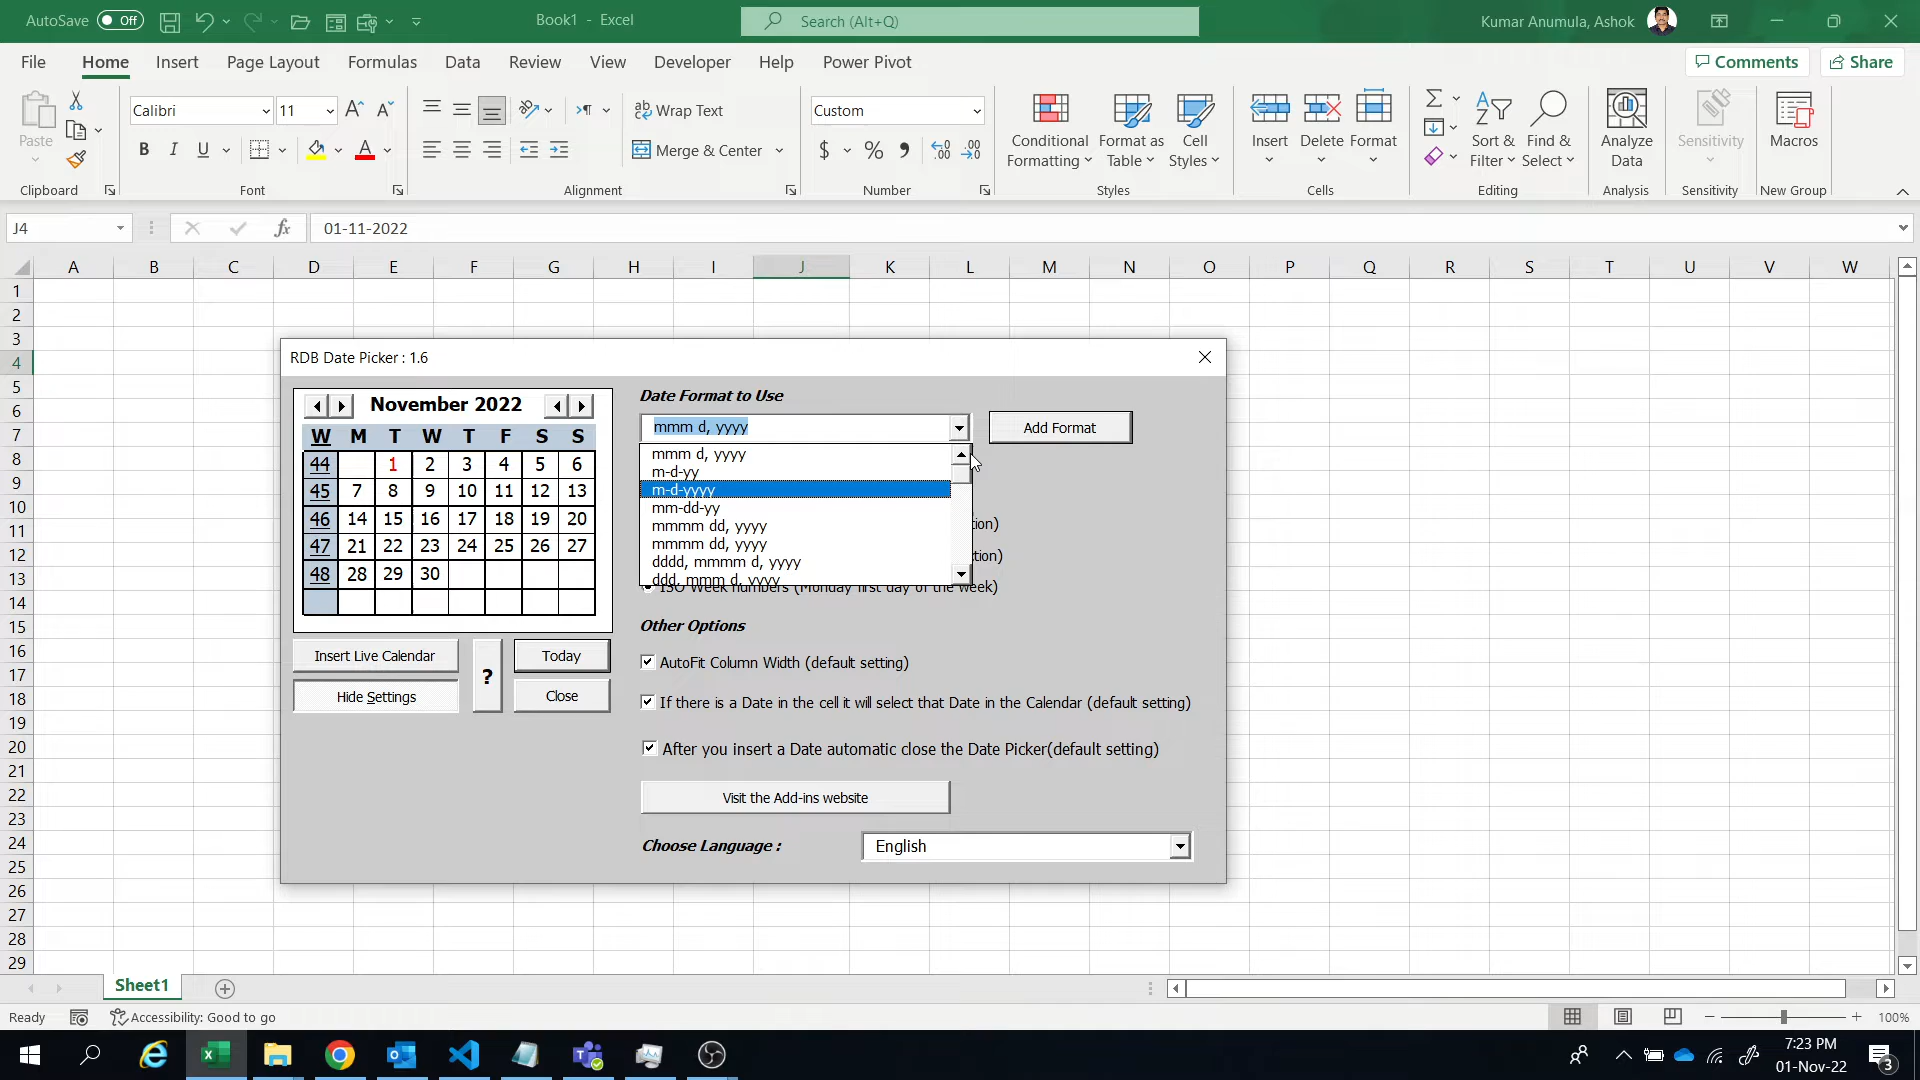 AutoSave Off Book1 - Excel Search (Alt+Q) Kumar Anumula, Ashok
File Home Insert Page Layout Formulas Data Review View Developer Help Power Pivot Comments Share
Paste Calibri 11 Wrap Text Custom Conditional Formatting Format as Table Cell Styles Insert Delete Format Sort & Filter Find & Select Analyze Data Sensitivity Macros
B I U Merge & Center $ % 9
Clipboard Font Alignment Number Styles Cells Editing Analysis Sensitivity New Group
J4 fx 01-11-2022
A B C D E F G H I J K L M N O P Q R S T U V W
1
2
3
4
5
6
7
8
9
10
11
12
13
14
15
16
17
18
19
20
21
22
23
24
25
26
27
28
29
RDB Date Picker : 1.6
November 2022
W M T W T F S S
44 1 2 3 4 5 6
45 7 8 9 10 11 12 13
46 14 15 16 17 18 19 20
47 21 22 23 24 25 26 27
48 28 29 30
Insert Live Calendar ? Today
Hide Settings Close
Date Format to Use
mmm d, yyyy Add Format
mmm d, yyyy
m-d-yy
m-d-yyyy
mm-dd-yy
mmmm dd, yyyy
mmmm dd, yyyy
dddd, mmmm d, yyyy
ddd, mmm d, yyyy
tion)
tion)
ISO Week numbers (Monday first day of the week)
Other Options
AutoFit Column Width (default setting)
If there is a Date in the cell it will select that Date in the Calendar (default setting)
After you insert a Date automatic close the Date Picker(default setting)
Visit the Add-ins website
Choose Language : English
Sheet1
Ready Accessibility: Good to go 100%
7:23 PM
01-Nov-22 3